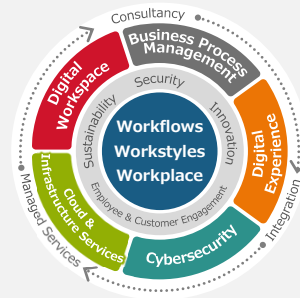 Consultancy
Business Process
Management
Digital
Workspace
Security
Sustainability
Innovation
Workflows
Workstyles
Workplace
Digital
Experience
Employee & Customer Engagement
Cloud &
Infrastructure Services
Cybersecurity
Managed Services
Integration